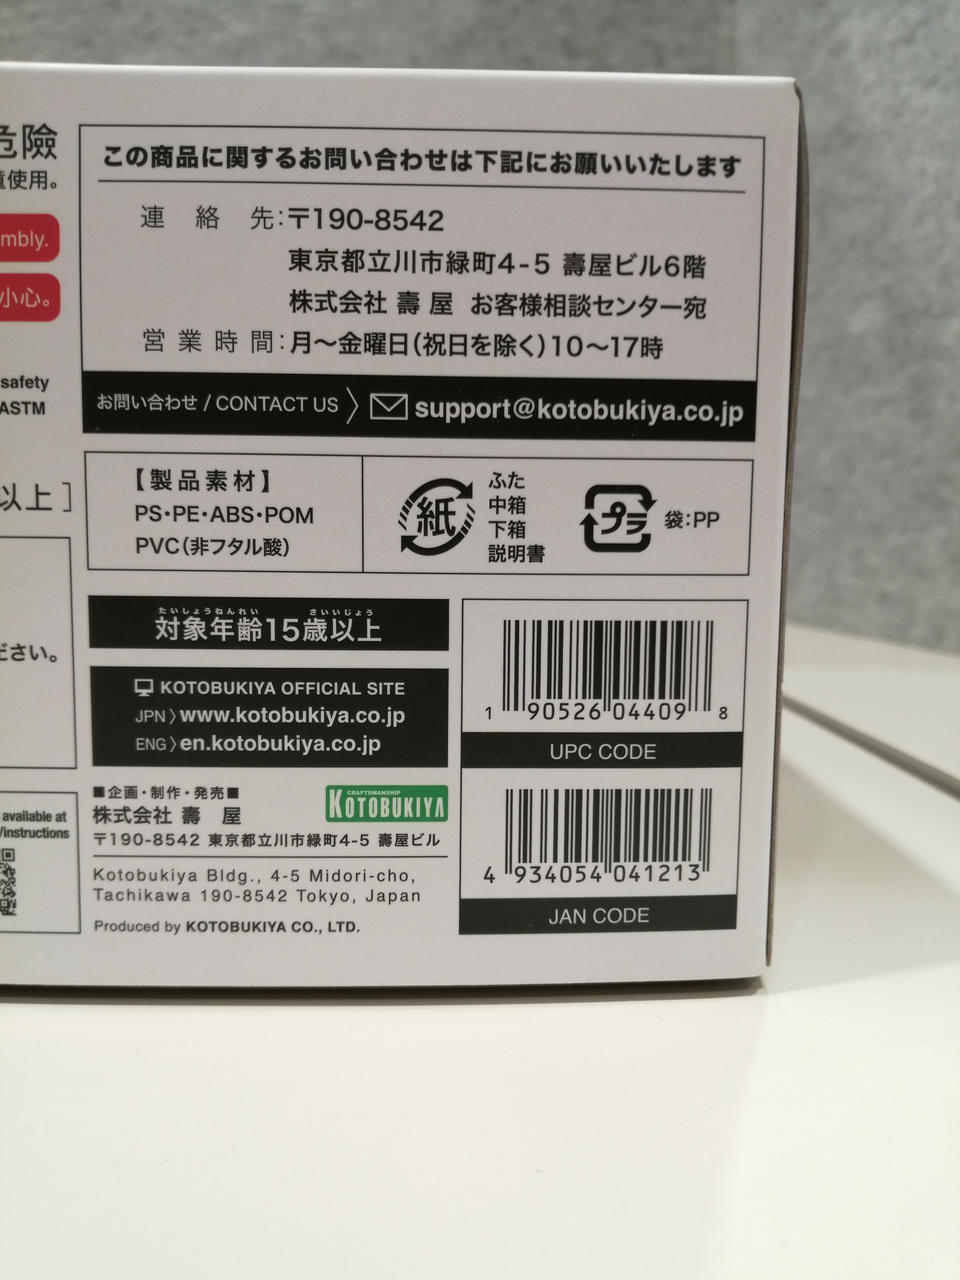 危險
使用。
mbly.
小心。
safety
ASTM
以上］
ださい。
available at
/instructions
この商品に関するお問い合わせは下記にお願いいたします
連絡先：〒190-8542
東京都立川市緑町4-5 壽屋ビル6階
株式会社 壽屋 お客様相談センター宛
営業時間：月〜金曜日（祝日を除く）10〜17時
お問い合わせ / CONTACT US 〉 support@kotobukiya.co.jp
【製品素材】
PS・PE・ABS・POM
PVC（非フタル酸）
紙
ふた
中箱
下箱
説明書
プラ
袋：PP
たいしょうねんれい さいいじょう
対象年齢15歳以上
KOTOBUKIYA OFFICIAL SITE
JPN〉www.kotobukiya.co.jp
ENG〉en.kotobukiya.co.jp
■企画・制作・発売■
株式会社 壽 屋
CRAFTSMANSHIP
KOTOBUKIYA
〒190-8542 東京都立川市緑町4-5 壽屋ビル
Kotobukiya Bldg., 4-5 Midori-cho,
Tachikawa 190-8542 Tokyo, Japan
Produced by KOTOBUKIYA CO., LTD.
1 90526 04409 8
UPC CODE
4 934054 041213
JAN CODE